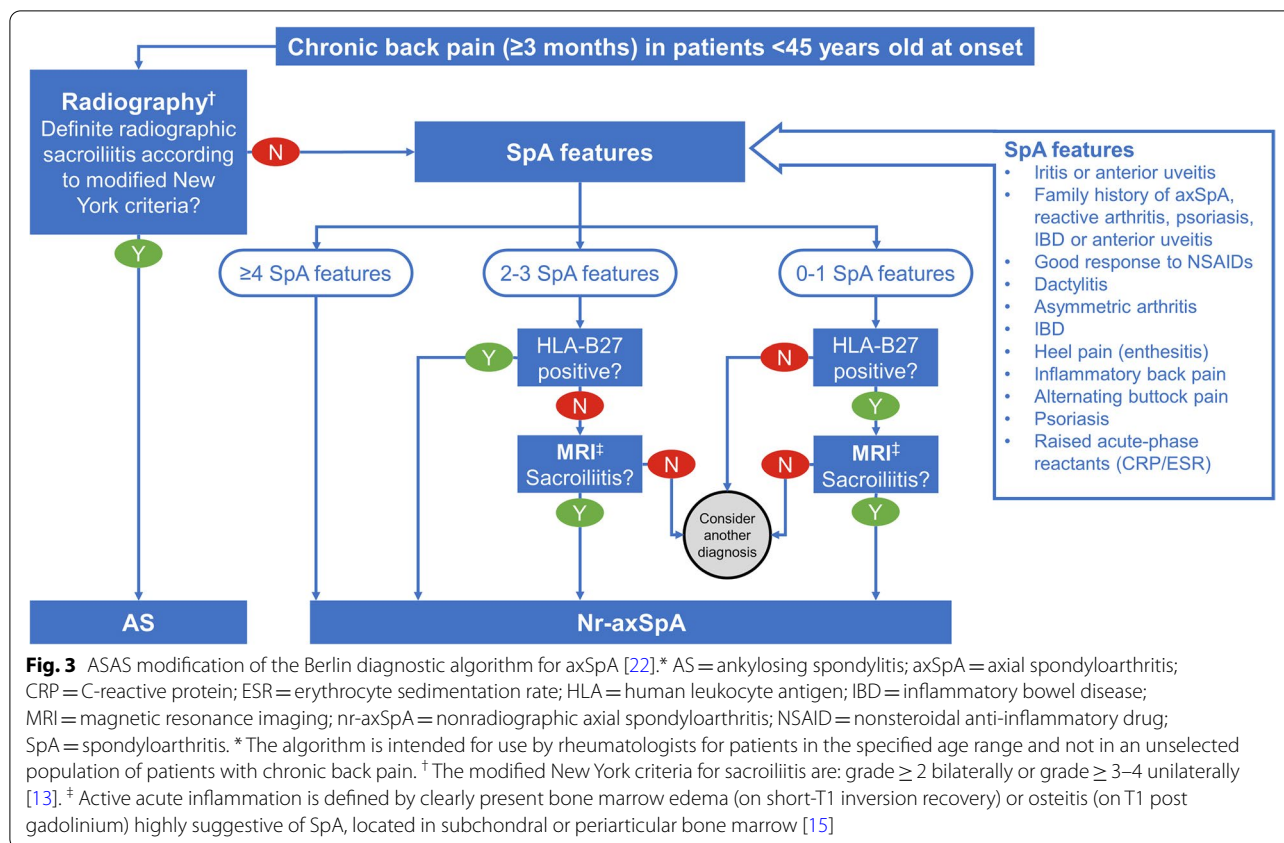 Chronic back pain (≥3 months) in patients <45 years old at onset
Radiography†
Definite radiographic
sacroiliitis according
to modified New
York criteria?
N
Y
SpA features
SpA features
• Iritis or anterior uveitis
• Family history of axSpA,
reactive arthritis, psoriasis,
IBD or anterior uveitis
• Good response to NSAIDs
• Dactylitis
• Asymmetric arthritis
• IBD
• Heel pain (enthesitis)
• Inflammatory back pain
• Alternating buttock pain
• Psoriasis
• Raised acute-phase
reactants (CRP/ESR)
≥4 SpA features
2-3 SpA features
0-1 SpA features
Y
HLA-B27
positive?
N
N
HLA-B27
positive?
Y
MRI‡
Sacroiliitis?
N
Y
N
MRI‡
Sacroiliitis?
Y
Consider
another
diagnosis
AS
Nr-axSpA
Fig. 3 ASAS modification of the Berlin diagnostic algorithm for axSpA [22].* AS = ankylosing spondylitis; axSpA = axial spondyloarthritis;
CRP = C-reactive protein; ESR = erythrocyte sedimentation rate; HLA = human leukocyte antigen; IBD = inflammatory bowel disease;
MRI = magnetic resonance imaging; nr-axSpA = nonradiographic axial spondyloarthritis; NSAID = nonsteroidal anti-inflammatory drug;
SpA = spondyloarthritis. * The algorithm is intended for use by rheumatologists for patients in the specified age range and not in an unselected
population of patients with chronic back pain. † The modified New York criteria for sacroiliitis are: grade ≥ 2 bilaterally or grade ≥ 3–4 unilaterally
[13]. ‡ Active acute inflammation is defined by clearly present bone marrow edema (on short-T1 inversion recovery) or osteitis (on T1 post
gadolinium) highly suggestive of SpA, located in subchondral or periarticular bone marrow [15]